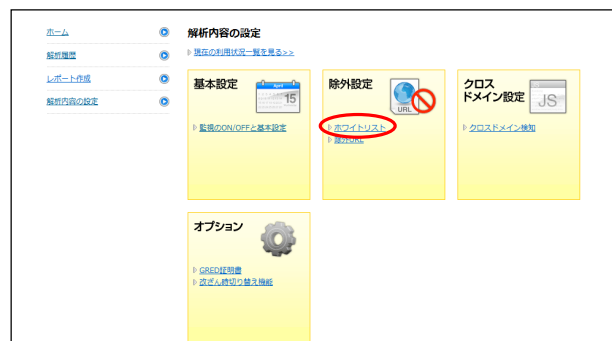 ホーム
解析履歴
レポート作成
解析内容の設定
解析内容の設定
現在の利用状況一覧を見る>>
基本設定
April
15
監視のON/OFFと基本設定
除外設定
URL
ホワイトリスト
除外URL
クロス
ドメイン設定
JS
クロスドメイン検知
オプション
GRED証明書
改ざん時切り替え機能